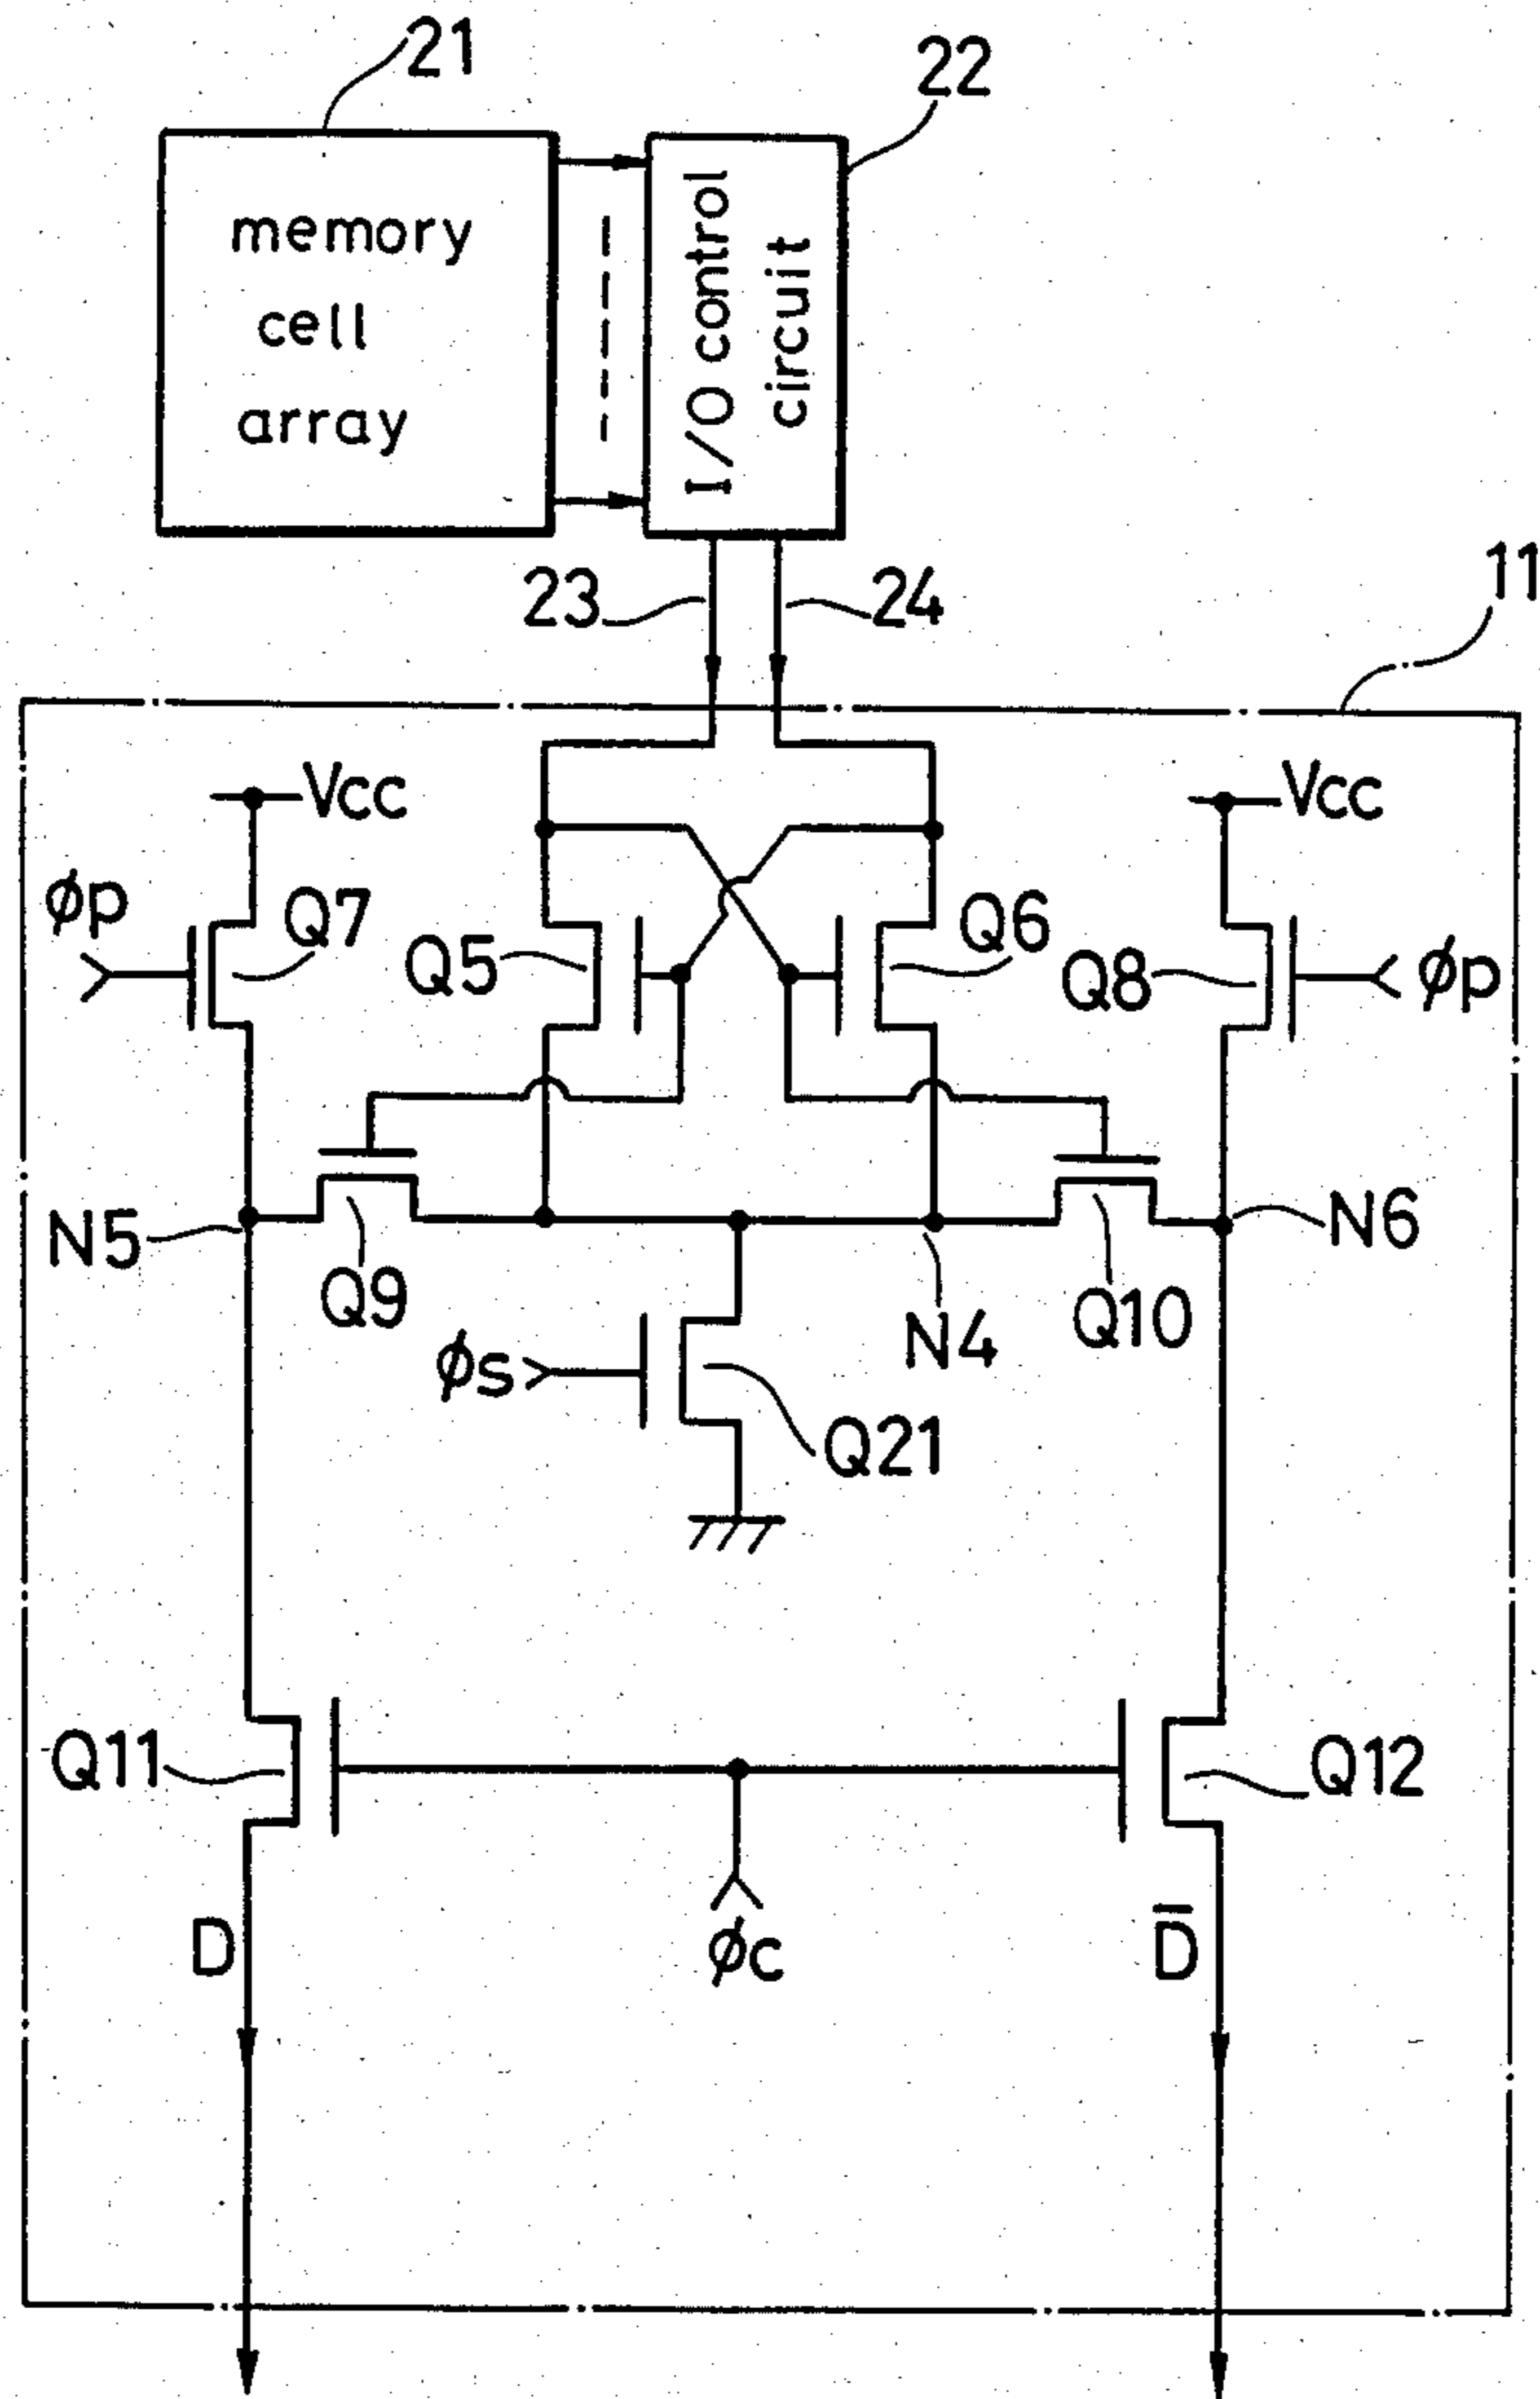 21
22
memory
cell
array
I/O control
circuit
23
24
11
Vcc
Vcc
ϕp
Q7
Q5
Q6
Q8
ϕp
N5
Q9
N4
Q10
N6
ϕs
Q21
Q11
Q12
D
ϕc
D̅